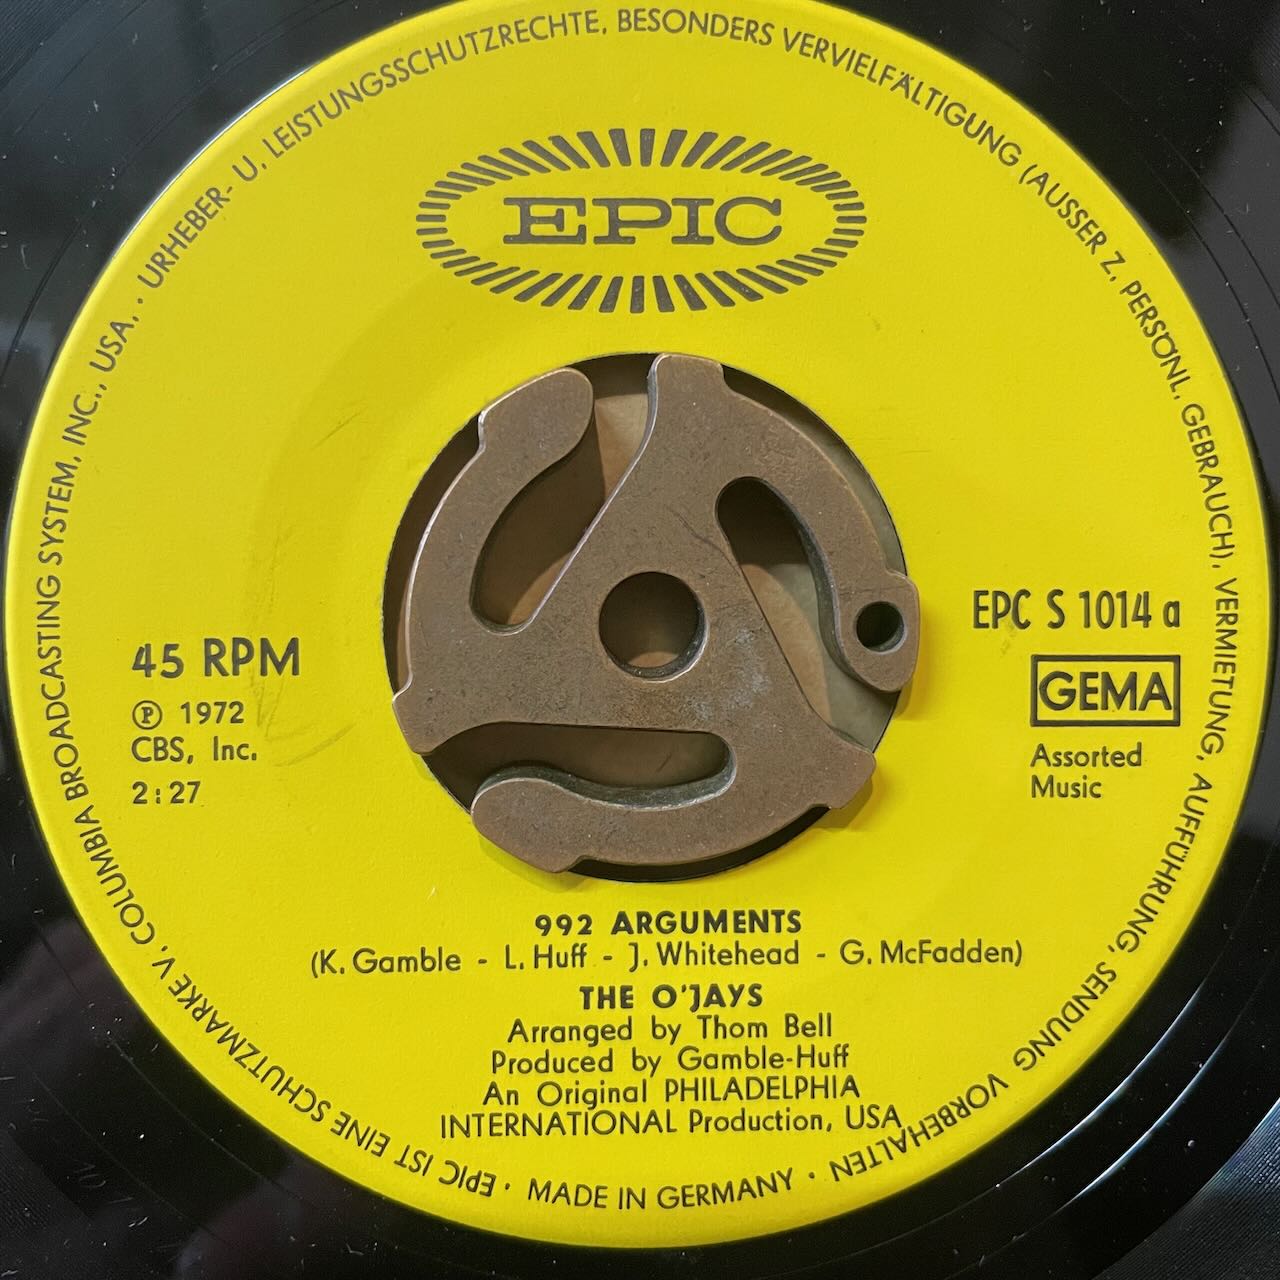 EPIC IST EINE SCHUTZMARKE V. COLUMBIA BROADCASTING SYSTEM, INC., USA. · URHEBER- U. LEISTUNGSSCHUTZRECHTE, BESONDERS VERVIELFÄLTIGUNG (AUSSER Z. PERSÖNL. GEBRAUCH), VERMIETUNG, AUFFÜHRUNG, SENDUNG VORBEHALTEN · MADE IN GERMANY ·
EPIC
EPC S 1014 a
GEMA
Assorted
Music
45 RPM
Ⓟ 1972
CBS, Inc.
2:27
992 ARGUMENTS
(K. Gamble - L. Huff - J. Whitehead - G. McFadden)
THE O'JAYS
Arranged by Thom Bell
Produced by Gamble-Huff
An Original PHILADELPHIA
INTERNATIONAL Production, USA